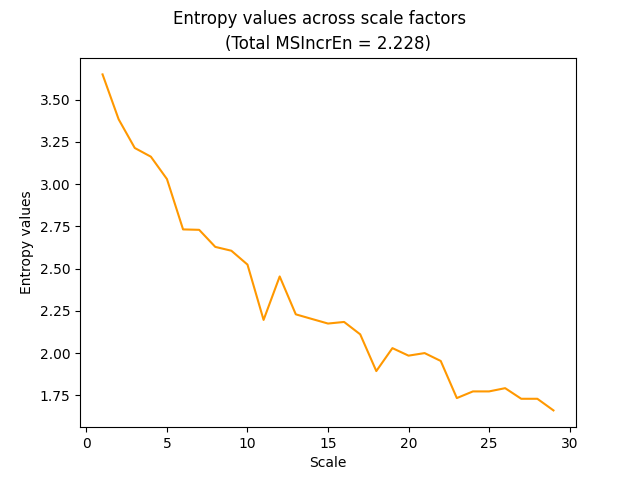 Entropy values across scale factors
(Total MSIncrEn = 2.228)
3.50
3.25
3.00
2.75
2.50
2.25
2.00
1.75
Entropy values
0 5 10 15 20 25 30
Scale